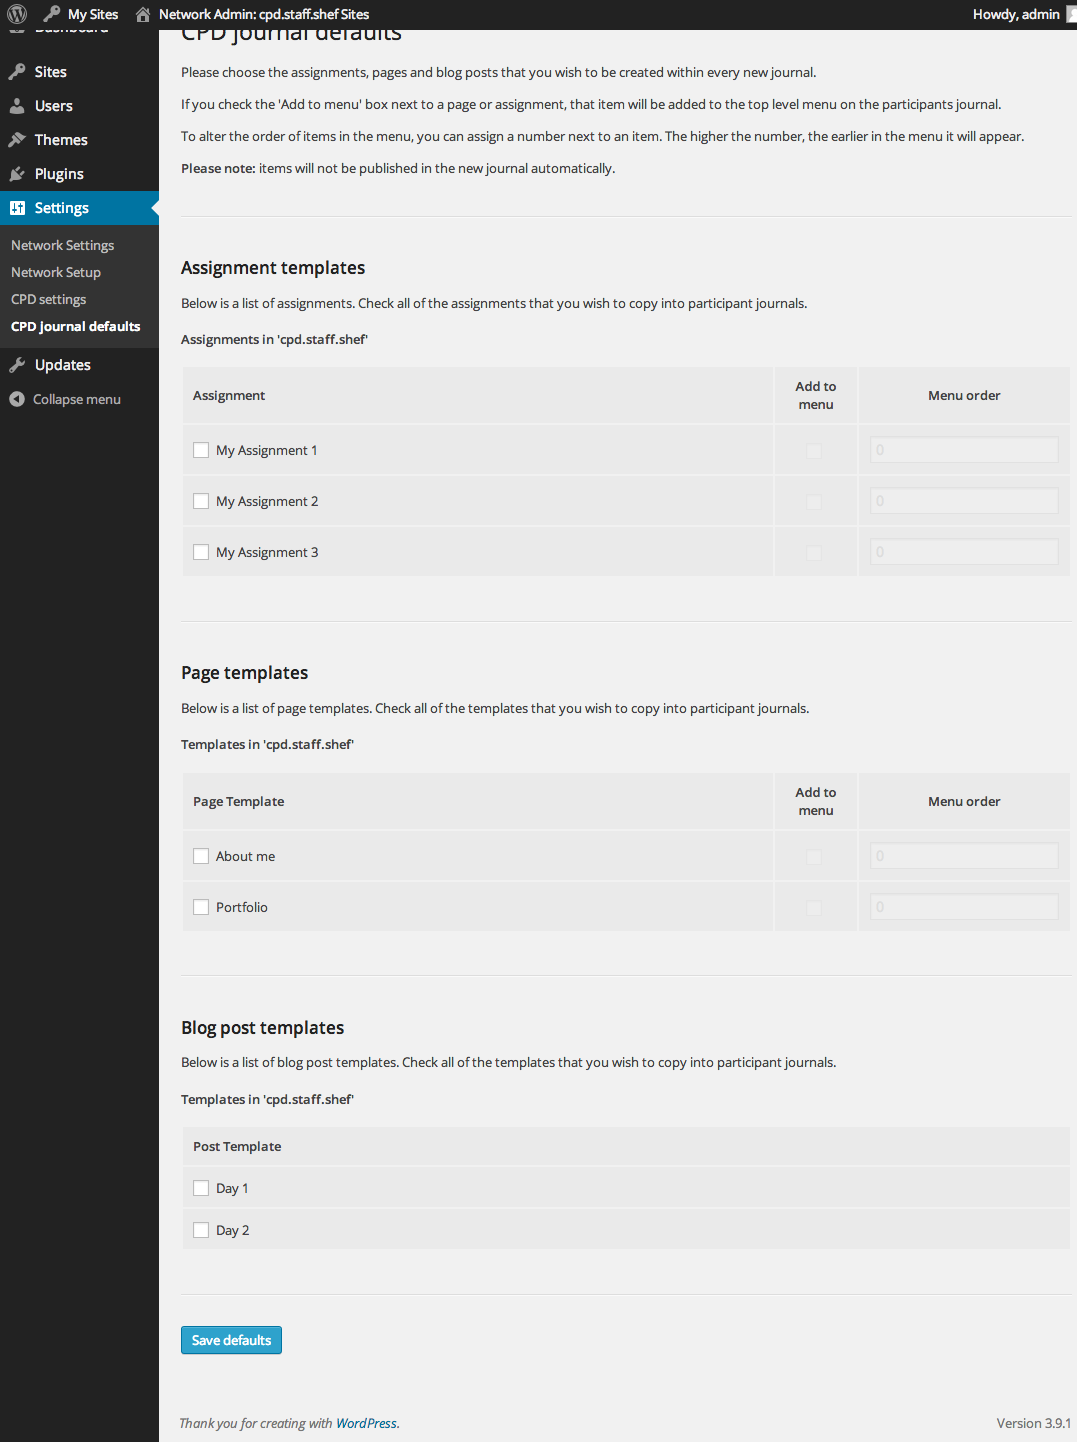 My Sites
Network Admin: cpd.staff.shef Sites
Howdy, admin
Dashboard
Sites
Users
Themes
Plugins
Settings
Network Settings
Network Setup
CPD settings
CPD journal defaults
Updates
Collapse menu
CPD journal defaults
Please choose the assignments, pages and blog posts that you wish to be created within every new journal.
If you check the 'Add to menu' box next to a page or assignment, that item will be added to the top level menu on the participants journal.
To alter the order of items in the menu, you can assign a number next to an item. The higher the number, the earlier in the menu it will appear.
Please note: items will not be published in the new journal automatically.
Assignment templates
Below is a list of assignments. Check all of the assignments that you wish to copy into participant journals.
Assignments in 'cpd.staff.shef'
Assignment
Add to
menu
Menu order
My Assignment 1
0
My Assignment 2
0
My Assignment 3
0
Page templates
Below is a list of page templates. Check all of the templates that you wish to copy into participant journals.
Templates in 'cpd.staff.shef'
Page Template
Add to
menu
Menu order
About me
0
Portfolio
0
Blog post templates
Below is a list of blog post templates. Check all of the templates that you wish to copy into participant journals.
Templates in 'cpd.staff.shef'
Post Template
Day 1
Day 2
Save defaults
Thank you for creating with WordPress.
Version 3.9.1